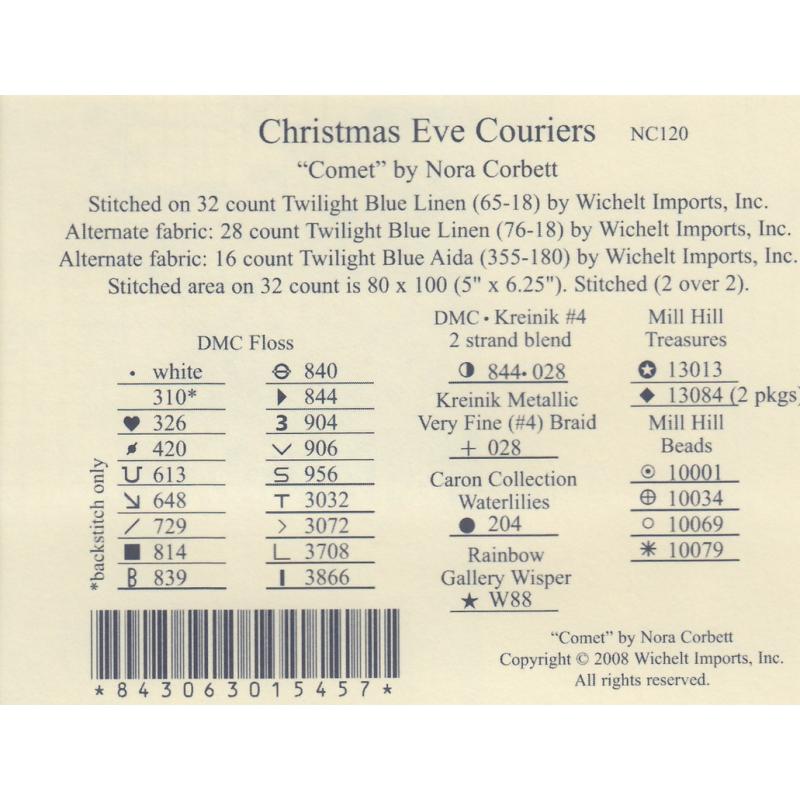 Christmas Eve Couriers NC120
“Comet” by Nora Corbett
Stitched on 32 count Twilight Blue Linen (65-18) by Wichelt Imports, Inc.
Alternate fabric: 28 count Twilight Blue Linen (76-18) by Wichelt Imports, Inc.
Alternate fabric: 16 count Twilight Blue Aida (355-180) by Wichelt Imports, Inc.
Stitched area on 32 count is 80 x 100 (5" x 6.25"). Stitched (2 over 2).
DMC Floss
white
310*
326
420
613
648
729
814
839
840
844
904
906
956
3032
3072
3708
3866
*backstitch only
DMC • Kreinik #4
2 strand blend
844• 028
Kreinik Metallic
Very Fine (#4) Braid
028
Caron Collection
Waterlilies
204
Rainbow
Gallery Wisper
W88
Mill Hill
Treasures
13013
13084 (2 pkgs)
Mill Hill
Beads
10001
10034
10069
10079
*843063015457*
“Comet” by Nora Corbett
Copyright © 2008 Wichelt Imports, Inc.
All rights reserved.